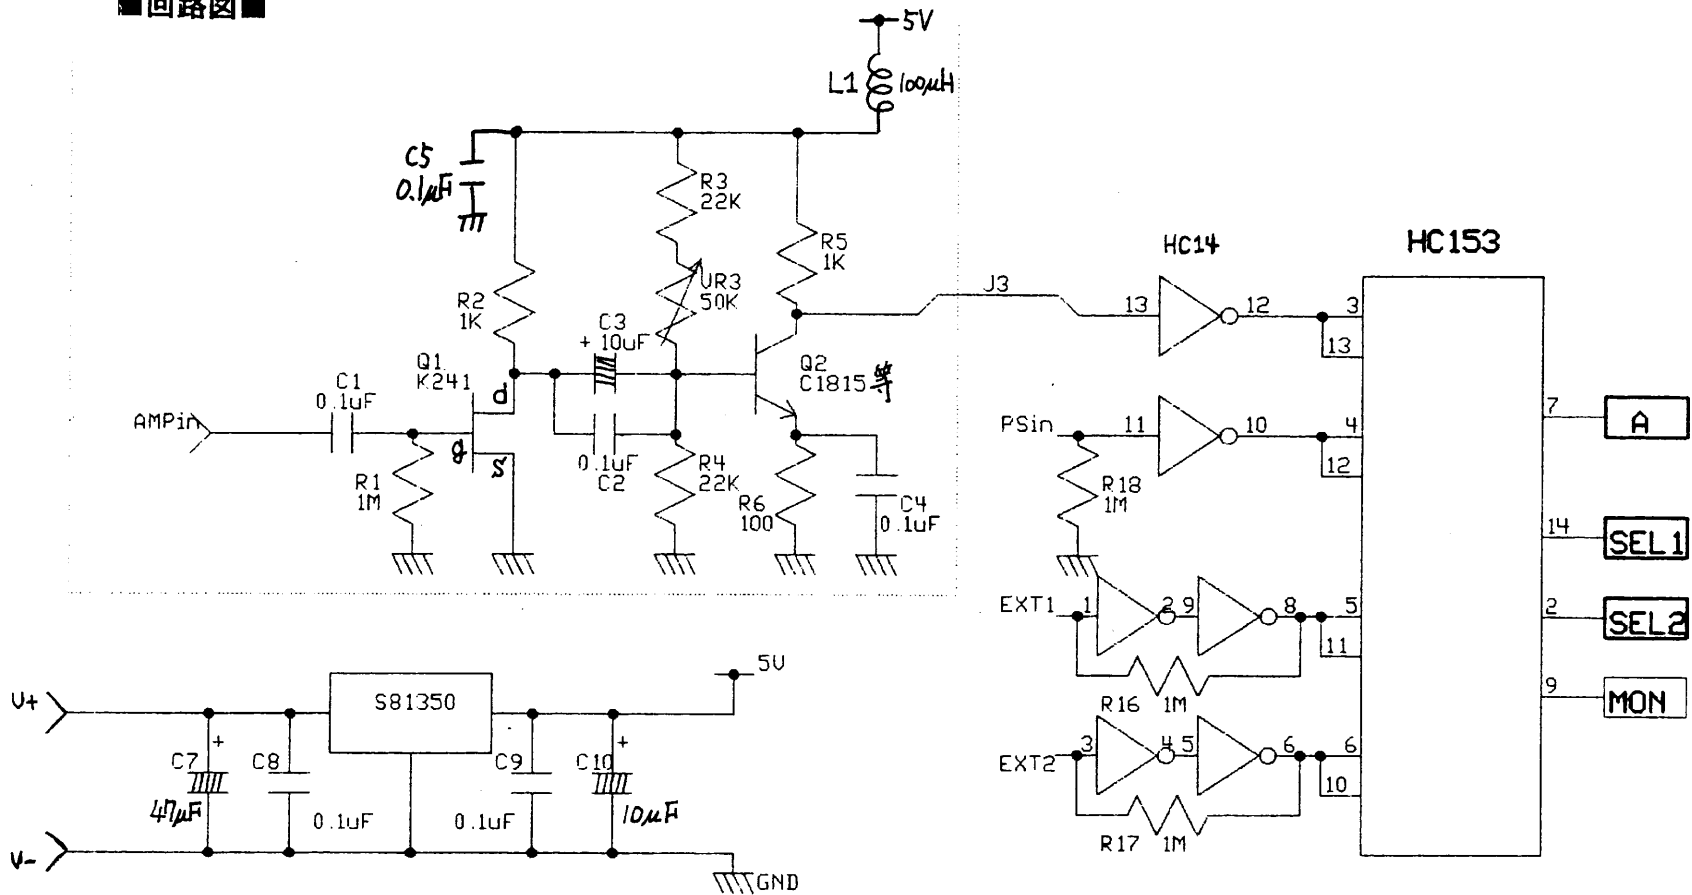 ■回路図■
5V
L1 100μH
C5
0.1μF
R3
22K
R5
1K
VR3
50K
R2
1K
C3
+ 10uF
Q1
K241
d
g
s
C1
0.1uF
AMPin
R1
1M
0.1uF
C2
R4
22K
Q2
C1815等
R6
100
C4
0.1uF
J3
HC14
HC153
13 12 3
13
PSin 11 10 4
12
R18
1M
EXT1 1 2 9 8 5
11
R16 1M
EXT2 3 4 5 6 6
10
R17 1M
7 A
14 SEL1
2 SEL2
9 MON
V+
S81350
5V
C7 +
47μF
C8
0.1uF
C9
0.1uF
C10 +
10μF
V-
GND